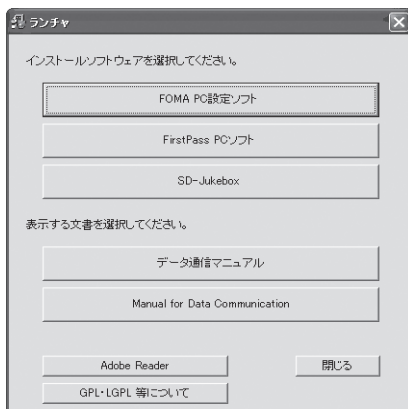 ランチャ
インストールソフトウェアを選択してください。
FOMA PC設定ソフト
FirstPass PCソフト
SD-Jukebox
表示する文書を選択してください。
データ通信マニュアル
Manual for Data Communication
Adobe Reader
閉じる
GPL・LGPL 等について